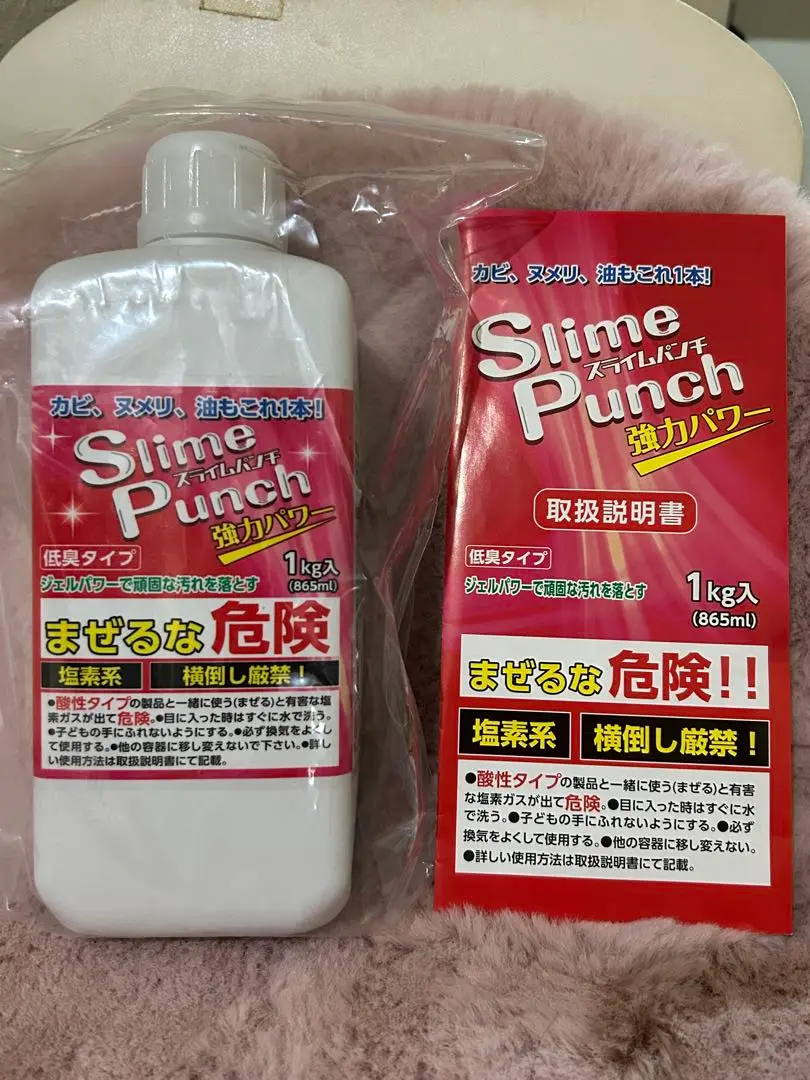 カビ、ヌメリ、油もこれ1本!
Slime
スライムパンチ
Punch
強力パワー
低臭タイプ
ジェルパワーで頑固な汚れを落とす
1kg入
(865ml)
まぜるな危険
塩素系
横倒し厳禁!
●酸性タイプの製品と一緒に使う(まぜる)と有害な塩
素ガスが出て危険。●目に入った時はすぐに水で洗う。
●子どもの手にふれないようにする。●必ず換気をよくし
て使用する。●他の容器に移し変えないで下さい。●詳し
い使用方法は取扱説明書にて記載。
カビ、ヌメリ、油もこれ1本!
Slime
スライムパンチ
Punch
強力パワー
取扱説明書
低臭タイプ
ジェルパワーで頑固な汚れを落とす
1kg入
(865ml)
まぜるな危険!!
塩素系
横倒し厳禁!
●酸性タイプの製品と一緒に使う(まぜる)と有害
な塩素ガスが出て危険。●目に入った時はすぐに水
で洗う。●子どもの手にふれないようにする。●必ず
換気をよくして使用する。●他の容器に移し変えない。
●詳しい使用方法は取扱説明書にて記載。